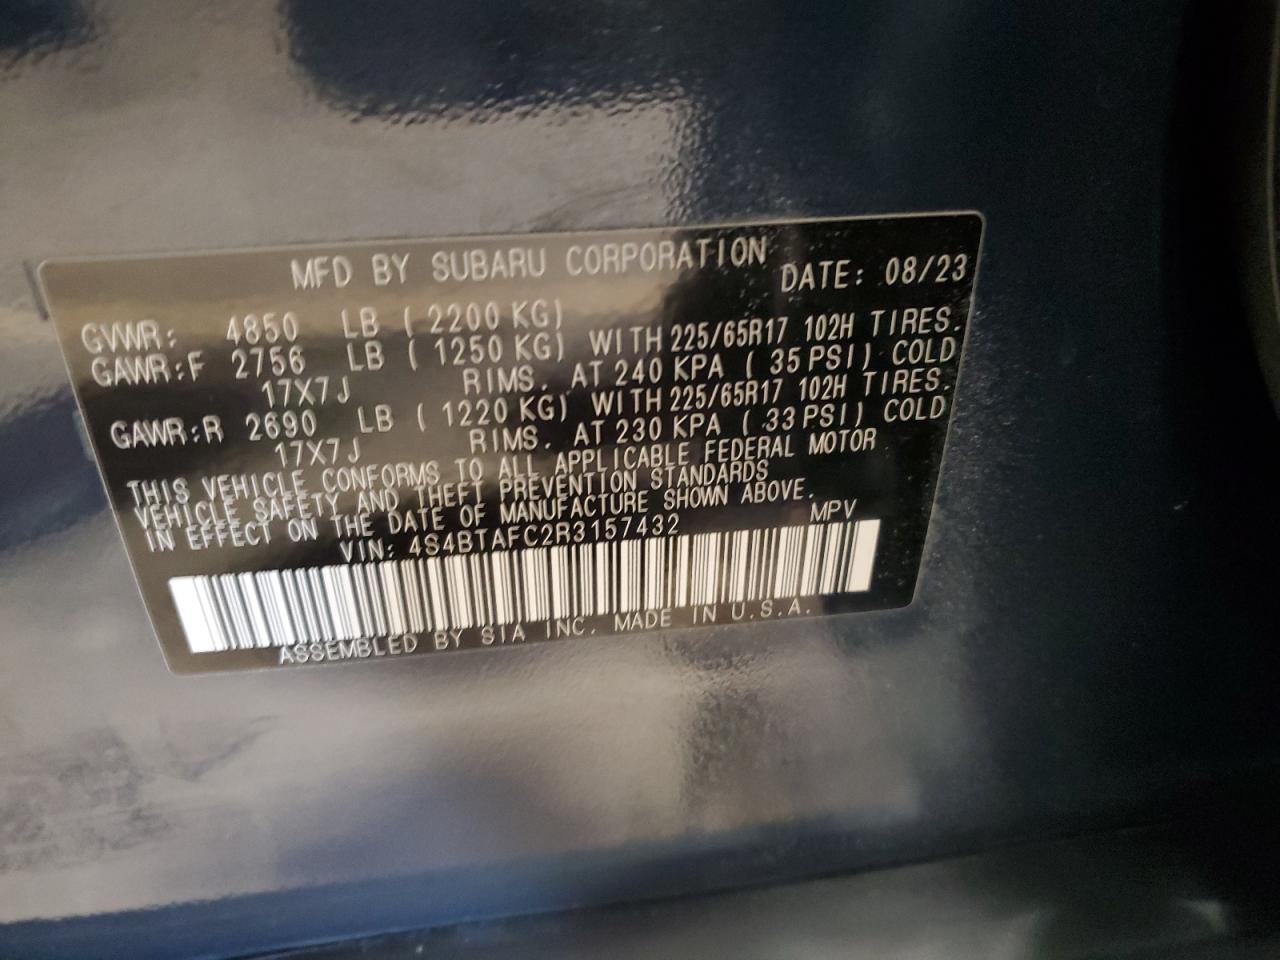 MFD BY SUBARU CORPORATION DATE: 08/23
GVWR: 4850 LB ( 2200 KG)
GAWR:F 2756 LB ( 1250 KG) WITH 225/65R17 102H TIRES.
17X7J RIMS. AT 240 KPA ( 35 PSI) COLD
GAWR:R 2690 LB ( 1220 KG) WITH 225/65R17 102H TIRES.
17X7J RIMS. AT 230 KPA ( 33 PSI) COLD
THIS VEHICLE CONFORMS TO ALL APPLICABLE FEDERAL MOTOR
VEHICLE SAFETY AND THEFT PREVENTION STANDARDS
IN EFFECT ON THE DATE OF MANUFACTURE SHOWN ABOVE.
VIN: 4S4BTAFC2R3157432 MPV
ASSEMBLED BY SIA INC. MADE IN U.S.A.